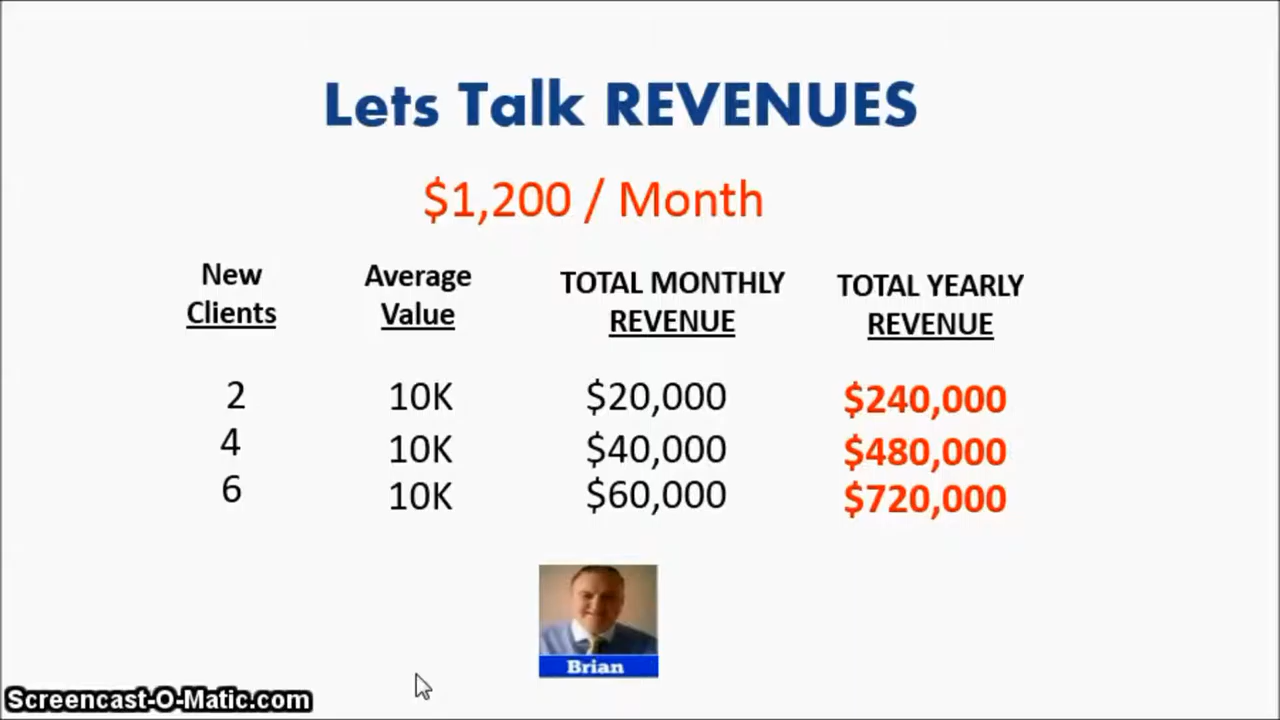 Lets Talk REVENUES
$1,200 / Month
New Clients Average Value TOTAL MONTHLY REVENUE TOTAL YEARLY REVENUE
2 10K $20,000 $240,000
4 10K $40,000 $480,000
6 10K $60,000 $720,000
Brian
Screencast-O-Matic.com